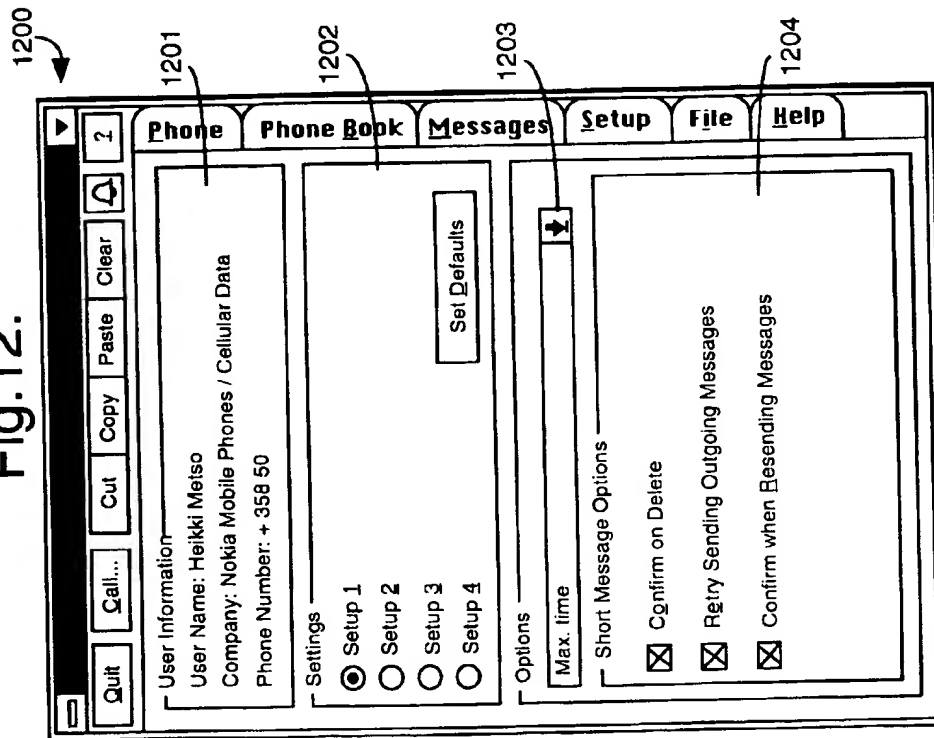 Fig.12.
1200
Quit Call... Cut Copy Paste Clear ?
Phone
Phone Book
Messages
Setup
File
Help
User Information
User Name: Heikki Metso
Company: Nokia Mobile Phones / Cellular Data
Phone Number: + 358 50
1201
Settings
Setup 1
Setup 2
Setup 3
Setup 4
Set Defaults
1202
Options
Max. time
1203
Short Message Options
Confirm on Delete
Retry Sending Outgoing Messages
Confirm when Resending Messages
1204